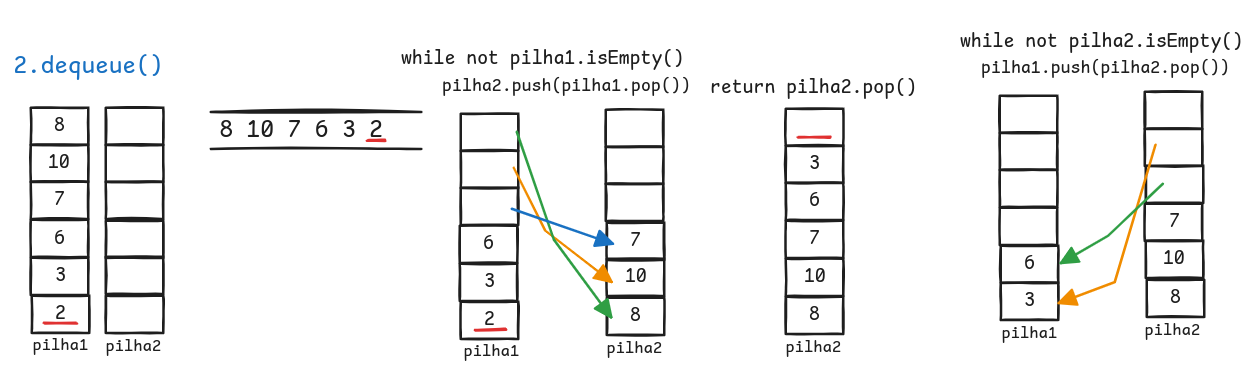 2.dequeue()
8
10
7
6
3
2
pilha1
pilha2
8 10 7 6 3 2
while not pilha1.isEmpty()
pilha2.push(pilha1.pop())
6
3
2
pilha1
7
10
8
pilha2
return pilha2.pop()
3
6
7
10
8
pilha2
while not pilha2.isEmpty()
pilha1.push(pilha2.pop())
6
3
pilha1
7
10
8
pilha2